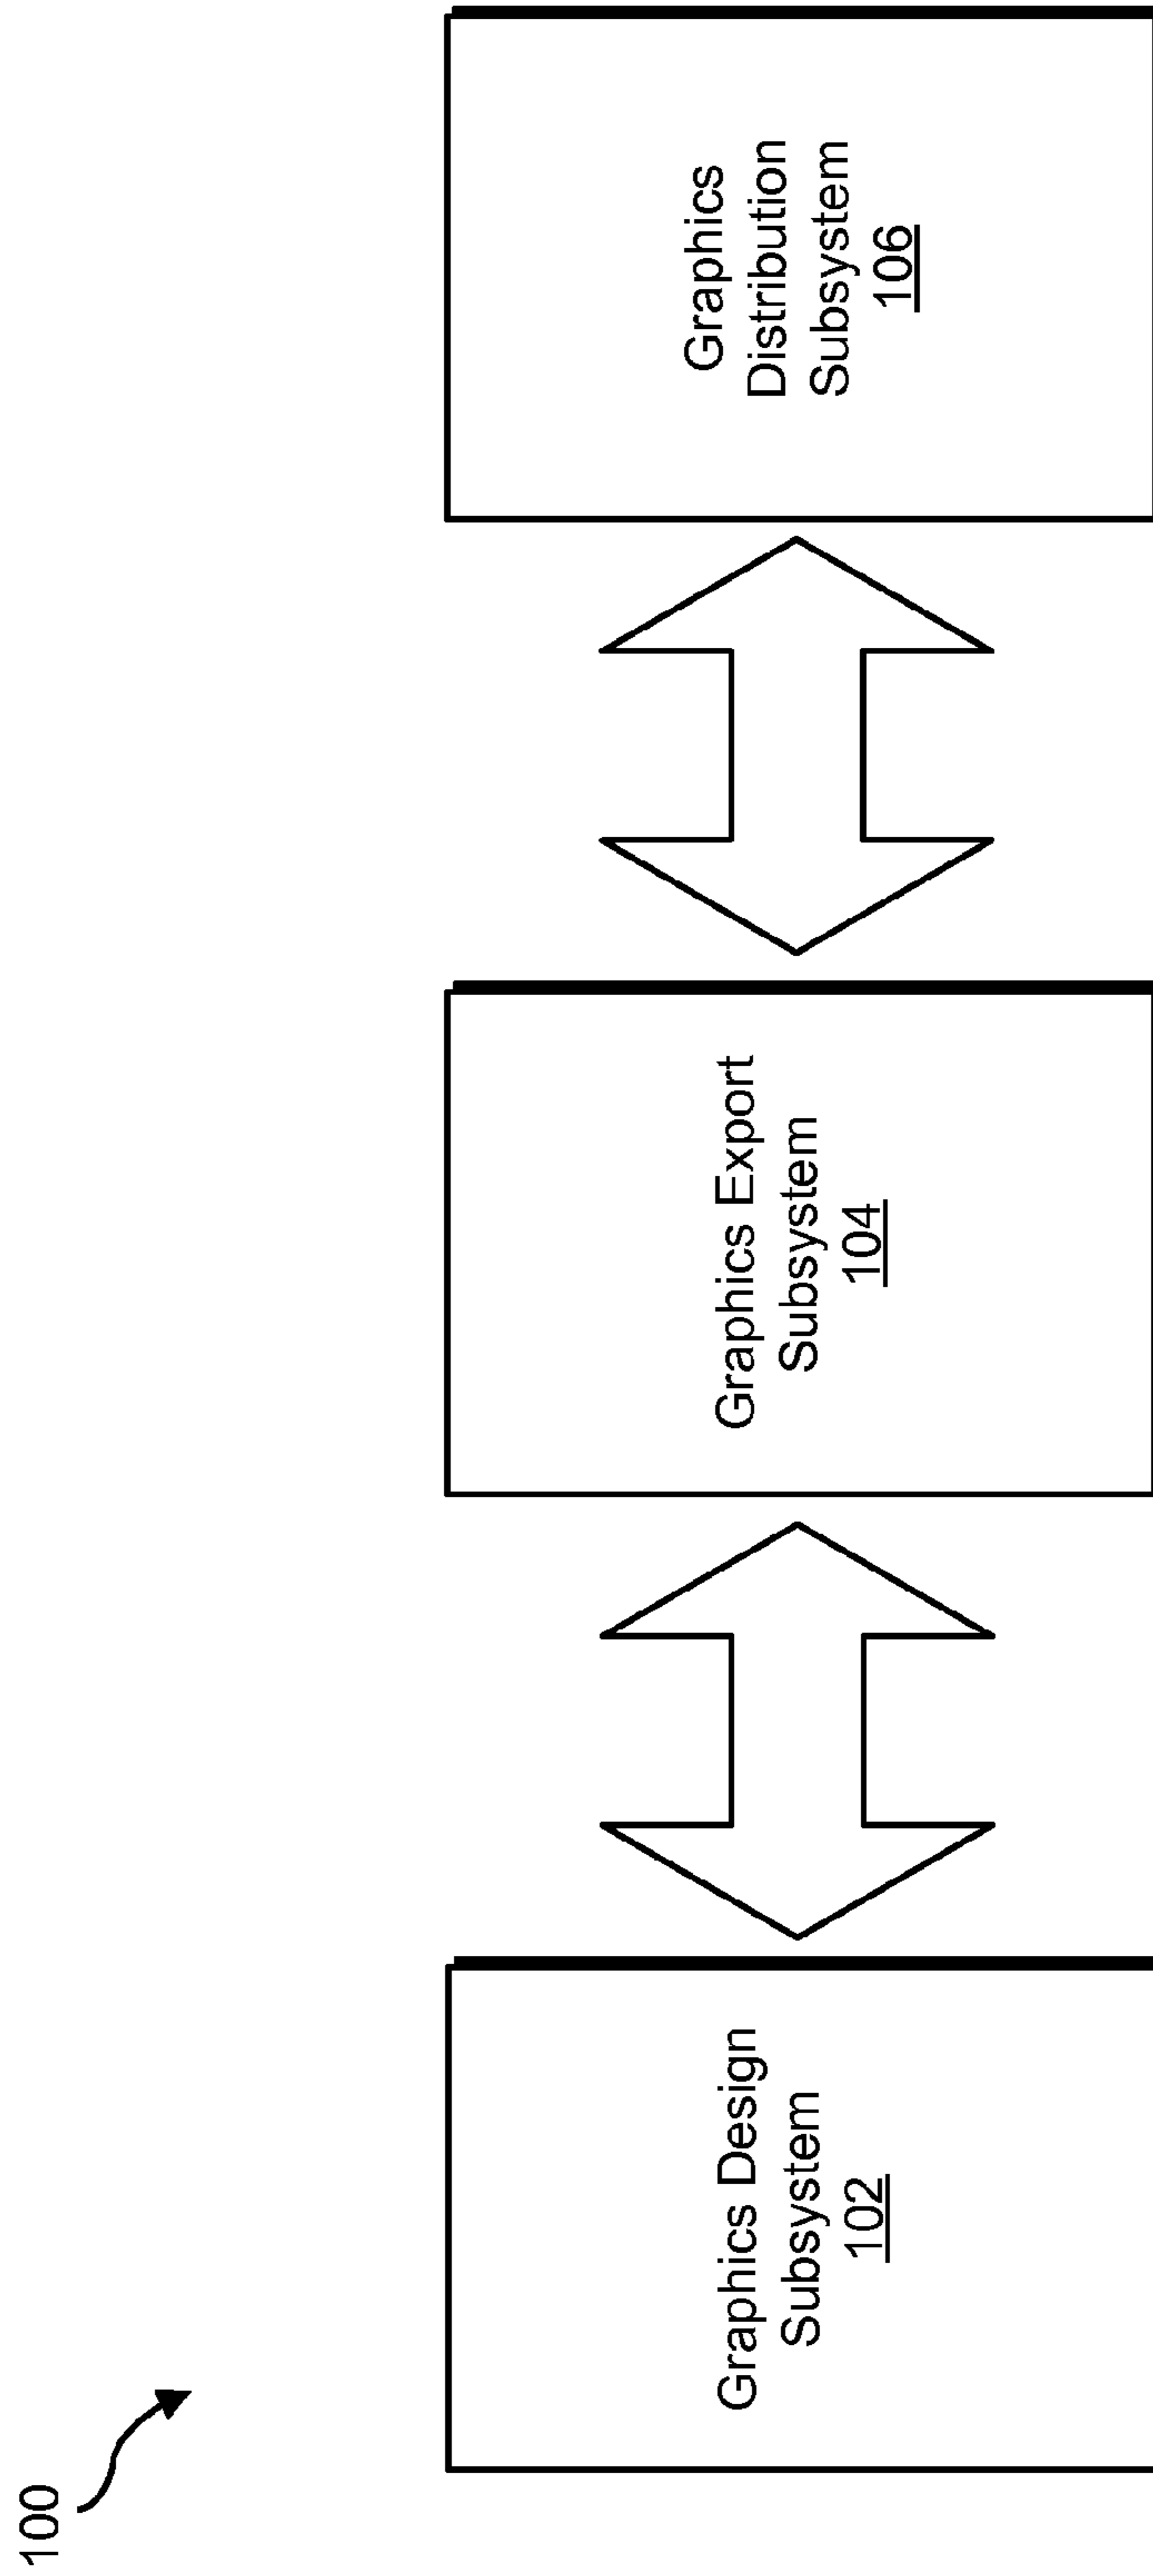 100
Graphics Design
Subsystem
102
Graphics Export
Subsystem
104
Graphics
Distribution
Subsystem
106